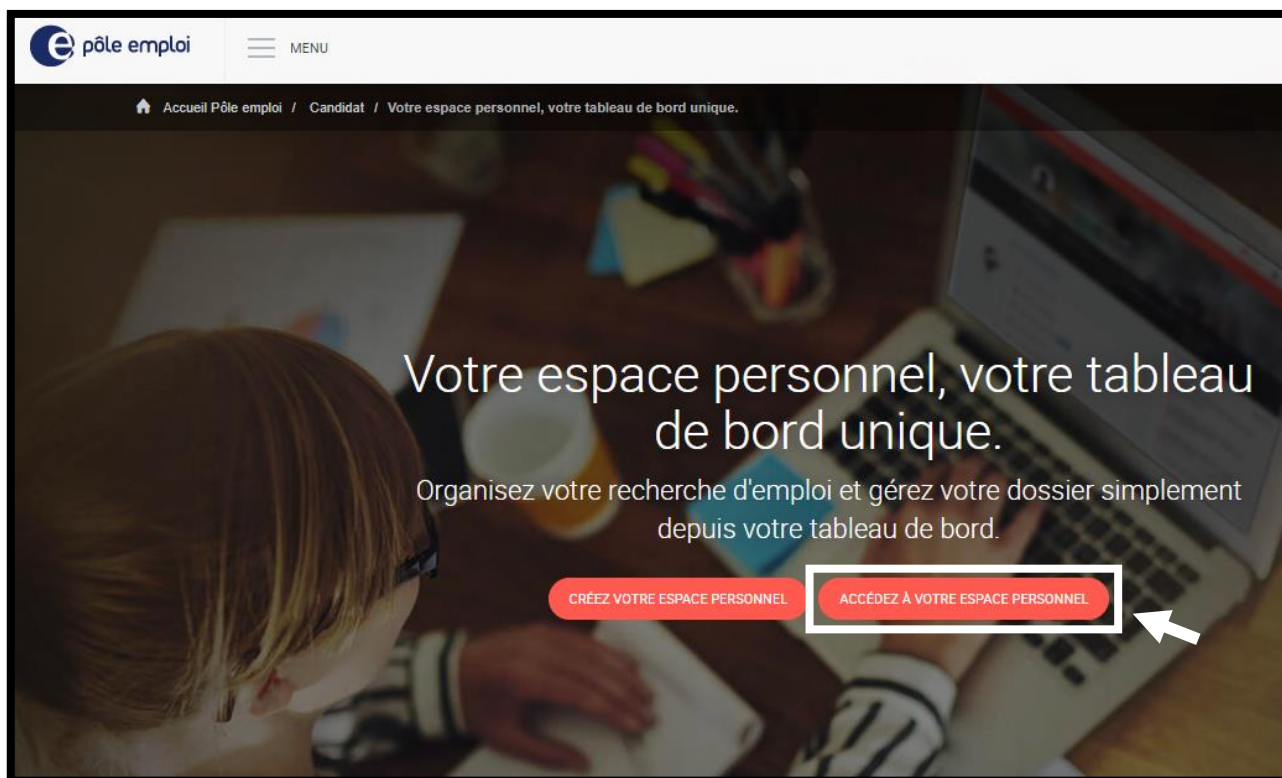 pôle emploi
MENU
Accueil Pôle emploi / Candidat / Votre espace personnel, votre tableau de bord unique.
Votre espace personnel, votre tableau
de bord unique.
Organisez votre recherche d'emploi et gérez votre dossier simplement
depuis votre tableau de bord.
CRÉEZ VOTRE ESPACE PERSONNEL
ACCÉDEZ À VOTRE ESPACE PERSONNEL